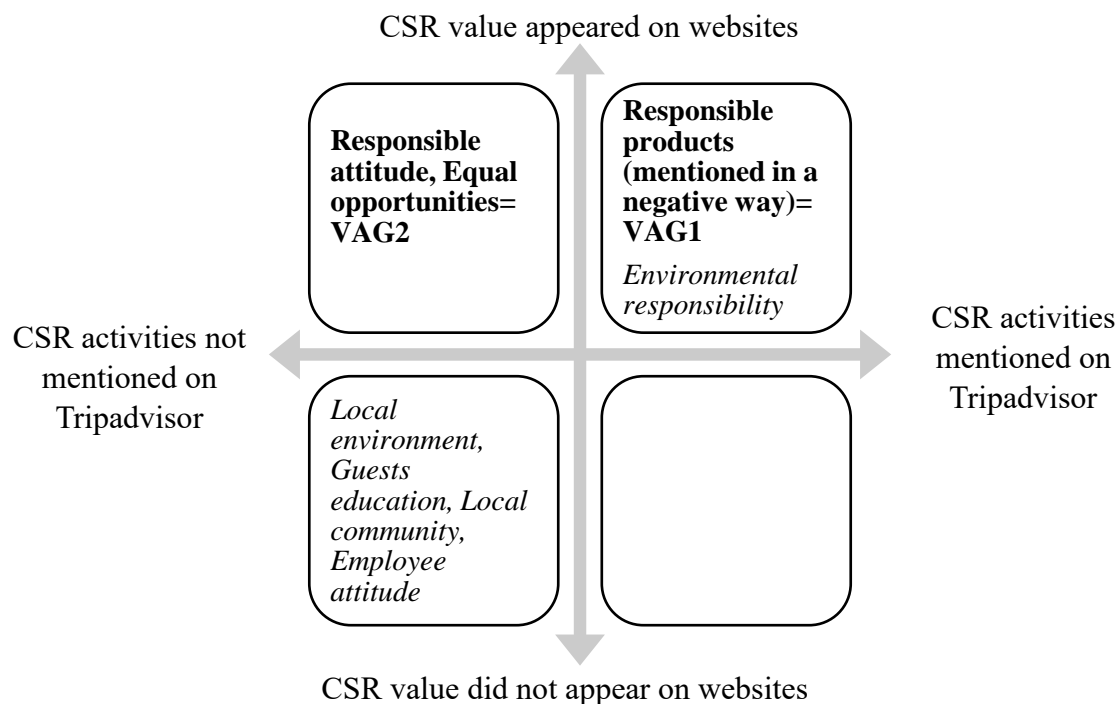 CSR value appeared on websites
Responsible
attitude, Equal
opportunities=
VAG2
Responsible
products
(mentioned in a
negative way)=
VAG1
Environmental
responsibility
CSR activities not
mentioned on
Tripadvisor
CSR activities
mentioned on
Tripadvisor
Local
environment,
Guests
education, Local
community,
Employee
attitude
CSR value did not appear on websites